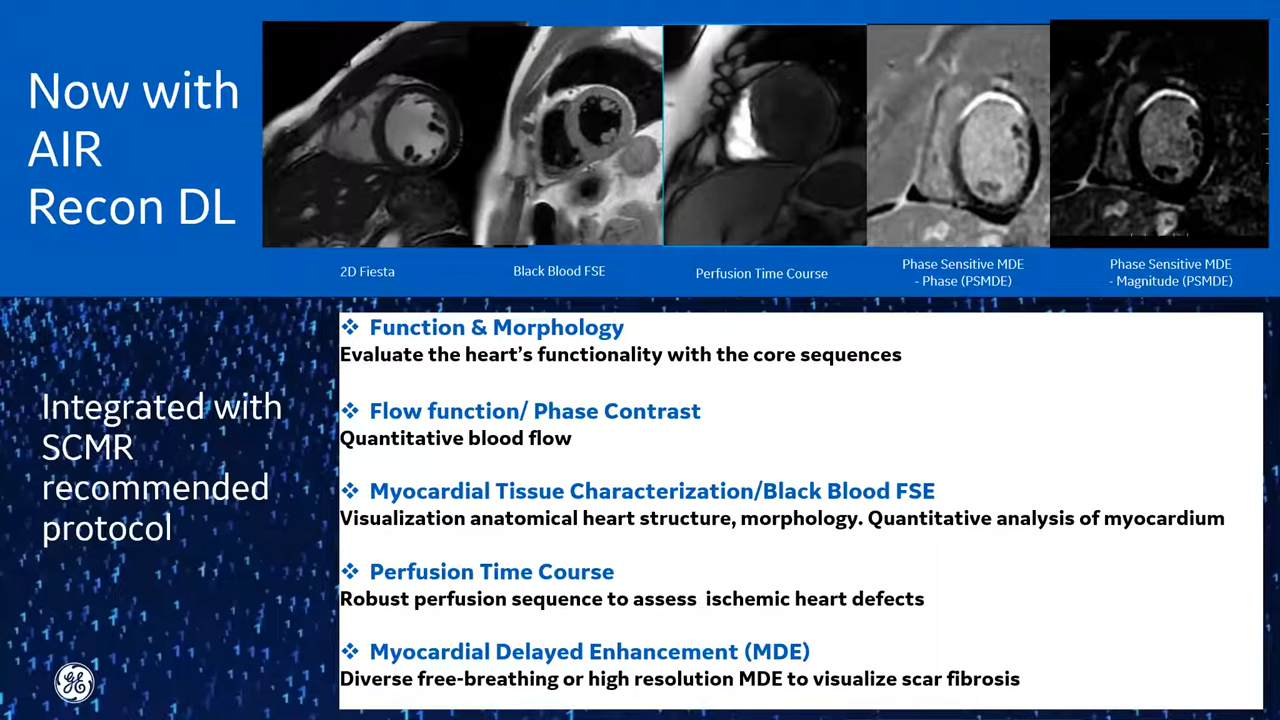 Now with
AIR
Recon DL
2D Fiesta
Black Blood FSE
Perfusion Time Course
Phase Sensitive MDE
- Phase (PSMDE)
Phase Sensitive MDE
- Magnitude (PSMDE)
Integrated with
SCMR
recommended
protocol
❖ Function & Morphology
Evaluate the heart’s functionality with the core sequences
❖ Flow function/ Phase Contrast
Quantitative blood flow
❖ Myocardial Tissue Characterization/Black Blood FSE
Visualization anatomical heart structure, morphology. Quantitative analysis of myocardium
❖ Perfusion Time Course
Robust perfusion sequence to assess  ischemic heart defects
❖ Myocardial Delayed Enhancement (MDE)
Diverse free-breathing or high resolution MDE to visualize scar fibrosis
GE